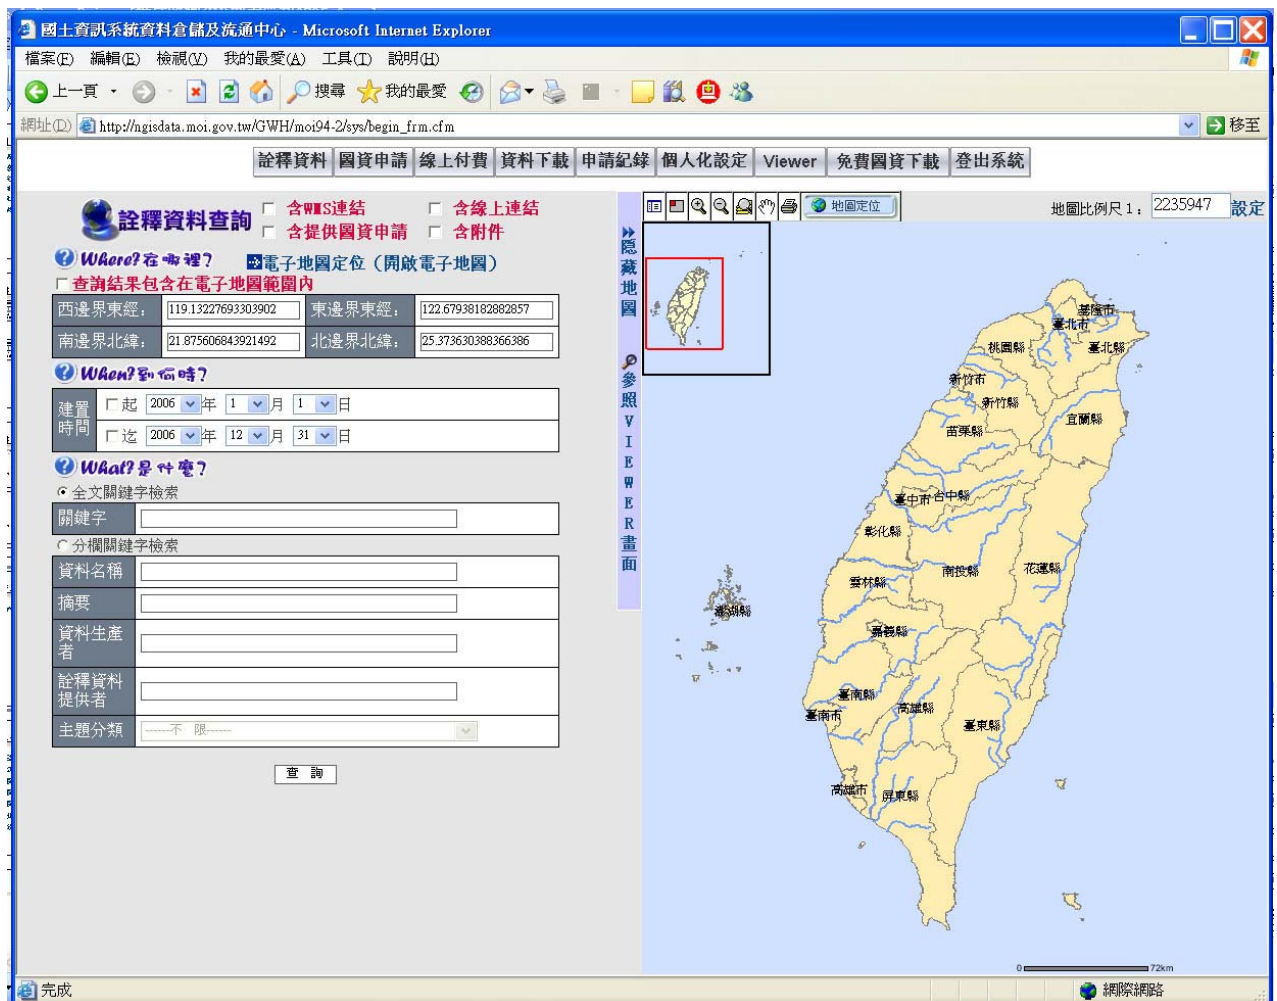 國土資訊系統資料倉儲及流通中心 - Microsoft Internet Explorer
檔案(F) 編輯(E) 檢視(V) 我的最愛(A) 工具(T) 說明(H)
上一頁 搜尋 我的最愛
網址(D) http://ngisdata.moi.gov.tw/GWH/moi94-2/sys/begin_frm.cfm 移至
詮釋資料 圖資申請 線上付費 資料下載 申請紀錄 個人化設定 Viewer 免費圖資下載 登出系統
詮釋資料查詢
含WMS連結 含線上連結
含提供圖資申請 含附件
Where?在哪裡? 電子地圖定位（開啟電子地圖）
查詢結果包含在電子地圖範圍內
西邊界東經： 119.13227693303902 東邊界東經： 122.67938182882857
南邊界北緯： 21.875606843921492 北邊界北緯： 25.373630388366386
When?到何時?
建置時間
起 2006 年 1 月 1 日
迄 2006 年 12 月 31 日
What?是什麼?
全文關鍵字檢索
關鍵字
分欄關鍵字檢索
資料名稱
摘要
資料生產者
詮釋資料提供者
主題分類 ------不 限------
查 詢
隱藏地圖
參照VIEWER畫面
地圖定位
地圖比例尺 1： 2235947 設定
基隆市
臺北市
桃園縣
臺北縣
新竹市
新竹縣
宜蘭縣
苗栗縣
臺中市
台中縣
彰化縣
雲林縣
南投縣
花蓮縣
澎湖縣
嘉義縣
臺南縣
臺南市
高雄縣
臺東縣
高雄市
屏東縣
0 72km
完成 網際網路